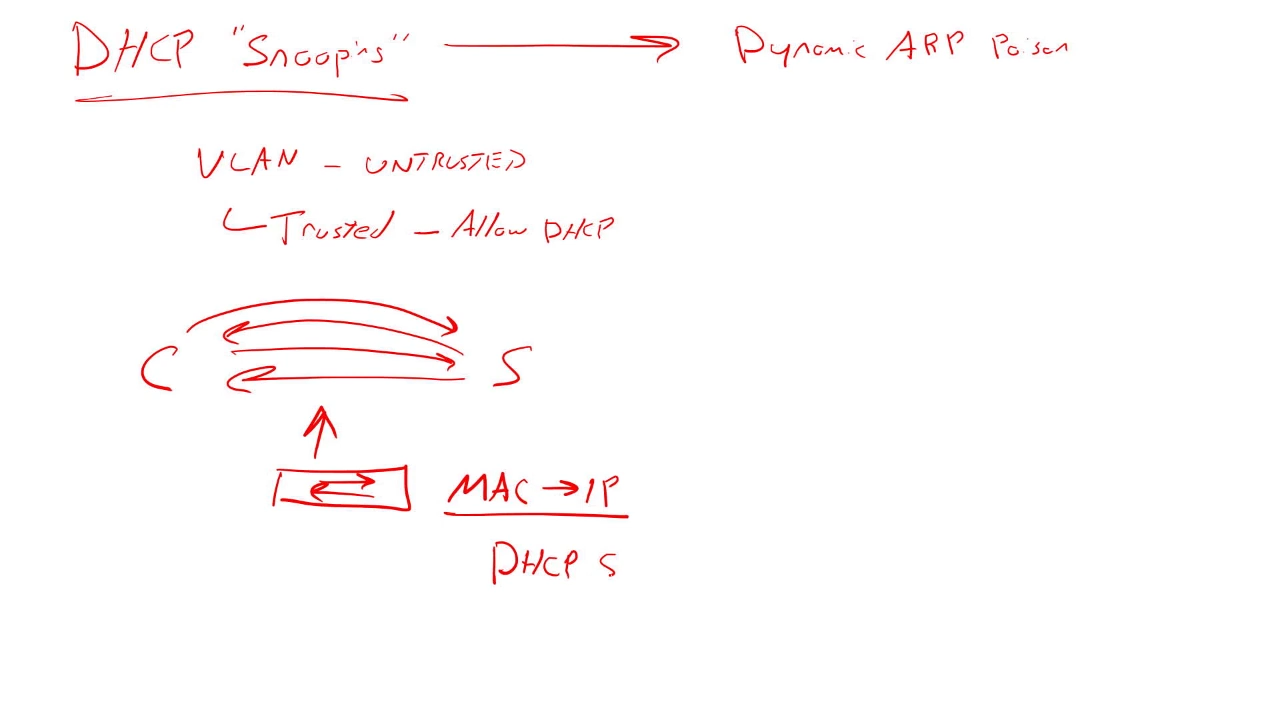 DHCP "Snooping" Dynamic ARP Poison
VLAN - UNTRUSTED
Trusted - Allow DHCP
C S
MAC → IP
DHCP S